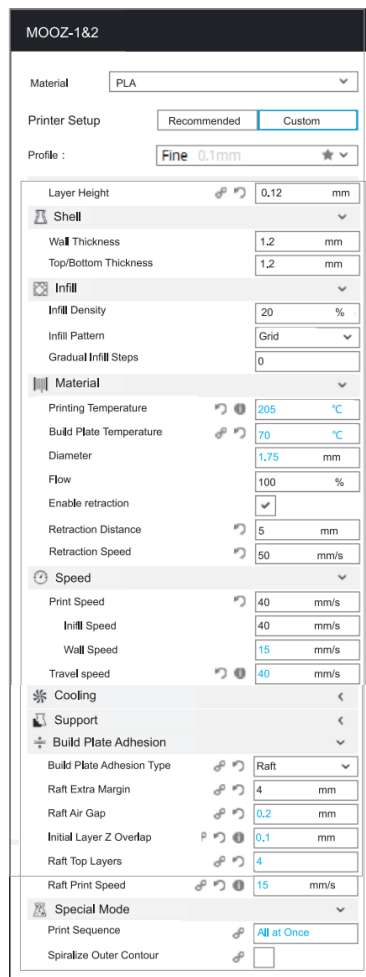 MOOZ-1&2
Material PLA
Printer Setup Recommended Custom
Profile : Fine 0.1mm
Layer Height 0.12 mm
Shell
Wall Thickness 1.2 mm
Top/Bottom Thickness 1.2 mm
Infill
Infill Density 20 %
Infill Pattern Grid
Gradual Infill Steps 0
Material
Printing Temperature 205 °C
Build Plate Temperature 70 °C
Diameter 1.75 mm
Flow 100 %
Enable retraction
Retraction Distance 5 mm
Retraction Speed 50 mm/s
Speed
Print Speed 40 mm/s
Inifll Speed 40 mm/s
Wall Speed 15 mm/s
Travel speed 40 mm/s
Cooling
Support
Build Plate Adhesion
Build Plate Adhesion Type Raft
Raft Extra Margin 4 mm
Raft Air Gap 0.2 mm
Initial Layer Z Overlap 0.1 mm
Raft Top Layers 4
Raft Print Speed 15 mm/s
Special Mode
Print Sequence All at Once
Spiralize Outer Contour